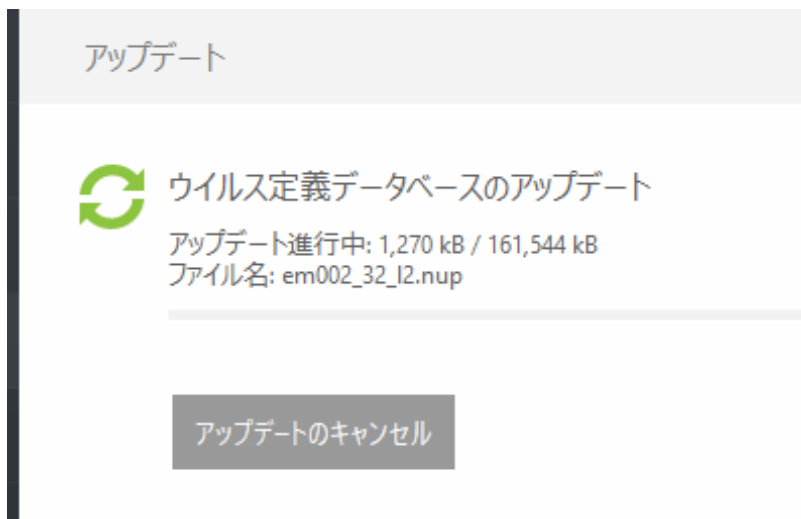 アップデート
ウイルス定義データベースのアップデート
アップデート進行中: 1,270 kB / 161,544 kB
ファイル名: em002_32_l2.nup
アップデートのキャンセル